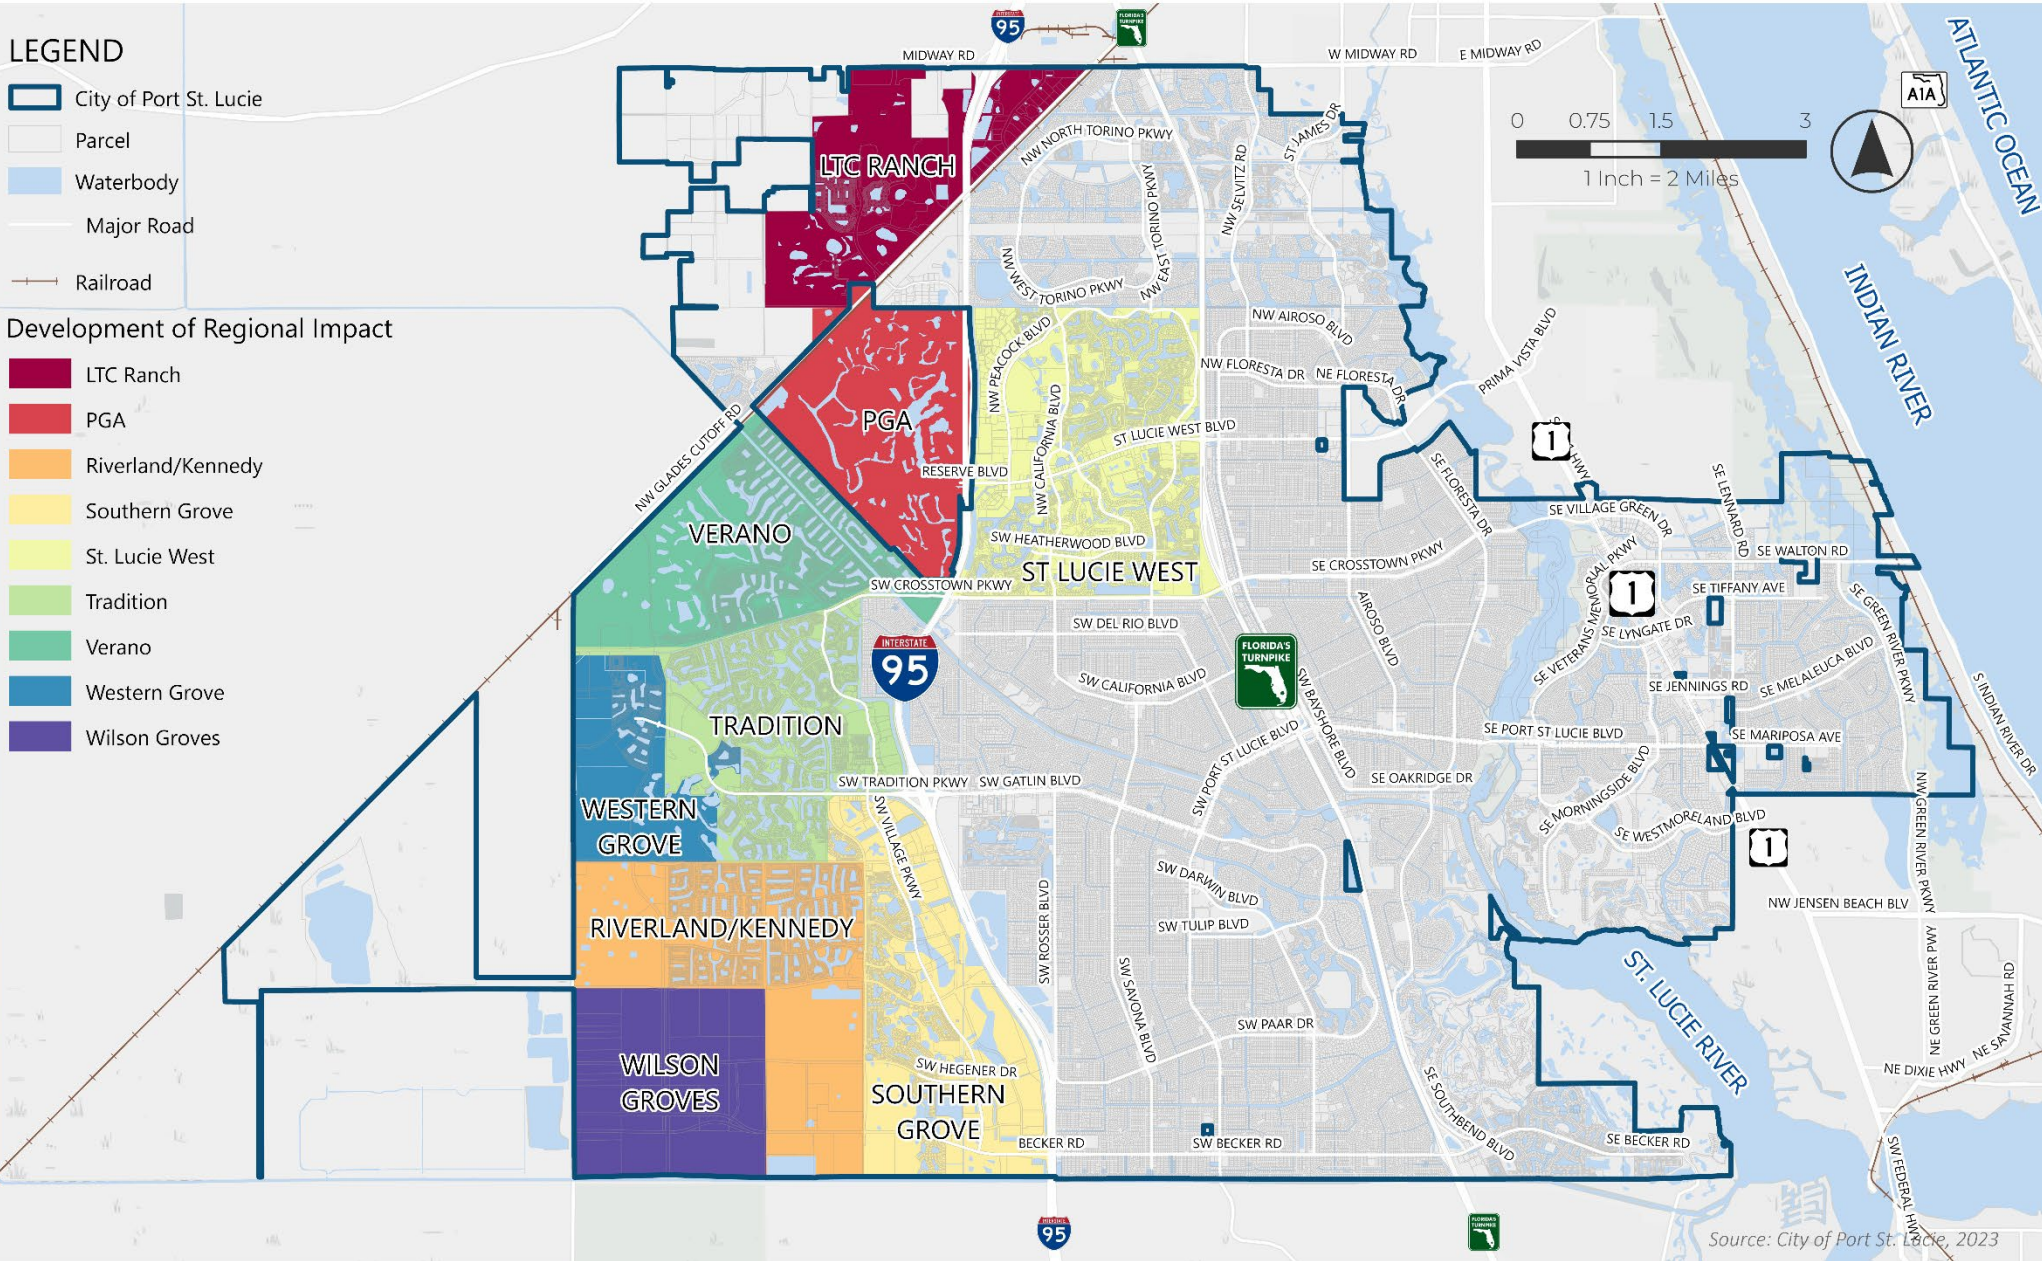 LEGEND
City of Port St. Lucie
Parcel
Waterbody
Major Road
Railroad
Development of Regional Impact
LTC Ranch
PGA
Riverland/Kennedy
Southern Grove
St. Lucie West
Tradition
Verano
Western Grove
Wilson Groves
INTERSTATE
95
FLORIDA'S
TURNPIKE
MIDWAY RD
W MIDWAY RD
E MIDWAY RD
A1A
ATLANTIC OCEAN
0 0.75 1.5 3
1 Inch = 2 Miles
NW NORTH TORINO PKWY
ST JAMES DR
LTC RANCH
NW SELVITZ RD
NW EAST TORINO PKWY
NW WEST TORINO PKWY
INDIAN RIVER
NW AIROSO BLVD
NW PEACOCK BLVD
PRIMA VISTA BLVD
NW FLORESTA DR
NE FLORESTA DR
PGA
NW CALIFORNIA BLVD
ST LUCIE WEST BLVD
1
HWY
NW GLADES CUTOFF RD
RESERVE BLVD
SE FLORESTA DR
SE LENNARD RD
SE VILLAGE GREEN DR
VERANO
SW HEATHERWOOD BLVD
SE CROSSTOWN PKWY
SE WALTON RD
ST LUCIE WEST
SW CROSSTOWN PKWY
SE VETERANS MEMORIAL PKWY
1
SE TIFFANY AVE
SE GREEN RIVER PKWY
AIROSO BLVD
SW DEL RIO BLVD
SE LYNGATE DR
INTERSTATE
95
FLORIDA'S
TURNPIKE
SE MELALEUCA BLVD
SW CALIFORNIA BLVD
SW BAYSHORE BLVD
SE JENNINGS RD
S INDIAN RIVER DR
TRADITION
SW PORT ST LUCIE BLVD
SE PORT ST LUCIE BLVD
SE MARIPOSA AVE
SW TRADITION PKWY
SW GATLIN BLVD
SE OAKRIDGE DR
WESTERN
GROVE
SW VILLAGE PKWY
SE MORNINGSIDE BLVD
SE WESTMORELAND BLVD
NW GREEN RIVER PKWY
1
SW DARWIN BLVD
NW JENSEN BEACH BLV
RIVERLAND/KENNEDY
SW ROSSER BLVD
SW TULIP BLVD
SW SAVONA BLVD
ST. LUCIE RIVER
NE GREEN RIVER PWY
NE SAVANNAH RD
SW PAAR DR
WILSON
GROVES
SW HEGENER DR
NE DIXIE HWY
SOUTHERN
GROVE
SE SOUTHBEND BLVD
BECKER RD
SW BECKER RD
SE BECKER RD
SW FEDERAL HWY
95
FLORIDA'S
TURNPIKE
Source: City of Port St. Lucie, 2023